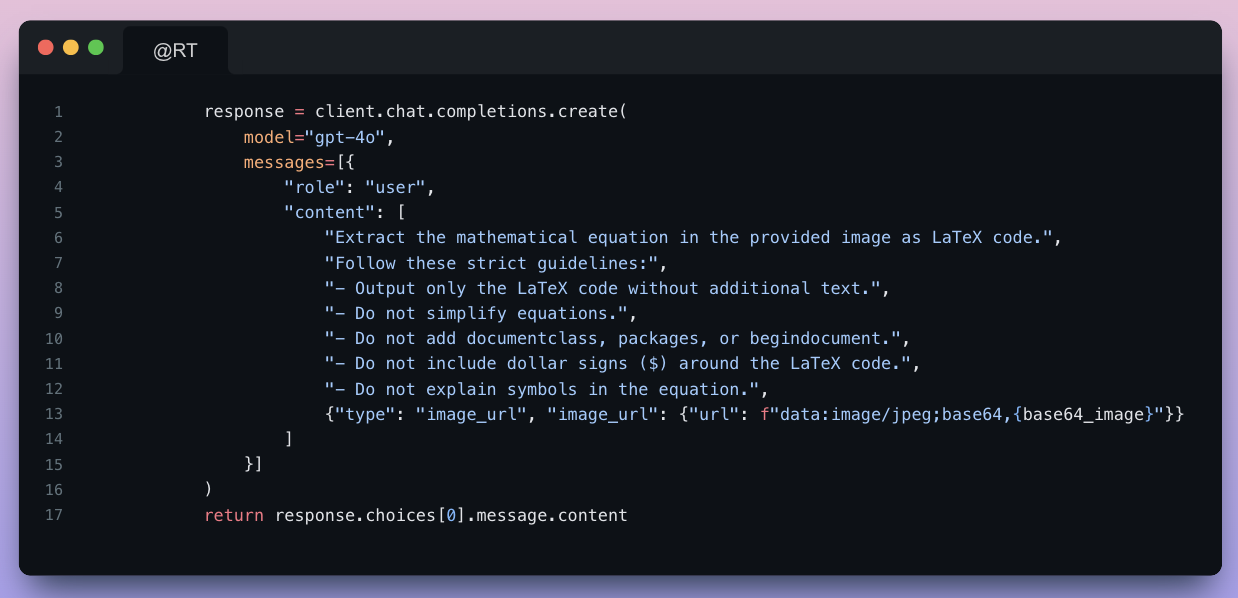 @RT
1 response = client.chat.completions.create(
2 model="gpt-4o",
3 messages=[{
4 "role": "user",
5 "content": [
6 "Extract the mathematical equation in the provided image as LaTeX code.",
7 "Follow these strict guidelines:",
8 "- Output only the LaTeX code without additional text.",
9 "- Do not simplify equations.",
10 "- Do not add documentclass, packages, or begindocument.",
11 "- Do not include dollar signs ($) around the LaTeX code.",
12 "- Do not explain symbols in the equation.",
13 {"type": "image_url", "image_url": {"url": f"data:image/jpeg;base64,{base64_image}"}}
14 ]
15 }]
16 )
17 return response.choices[0].message.content